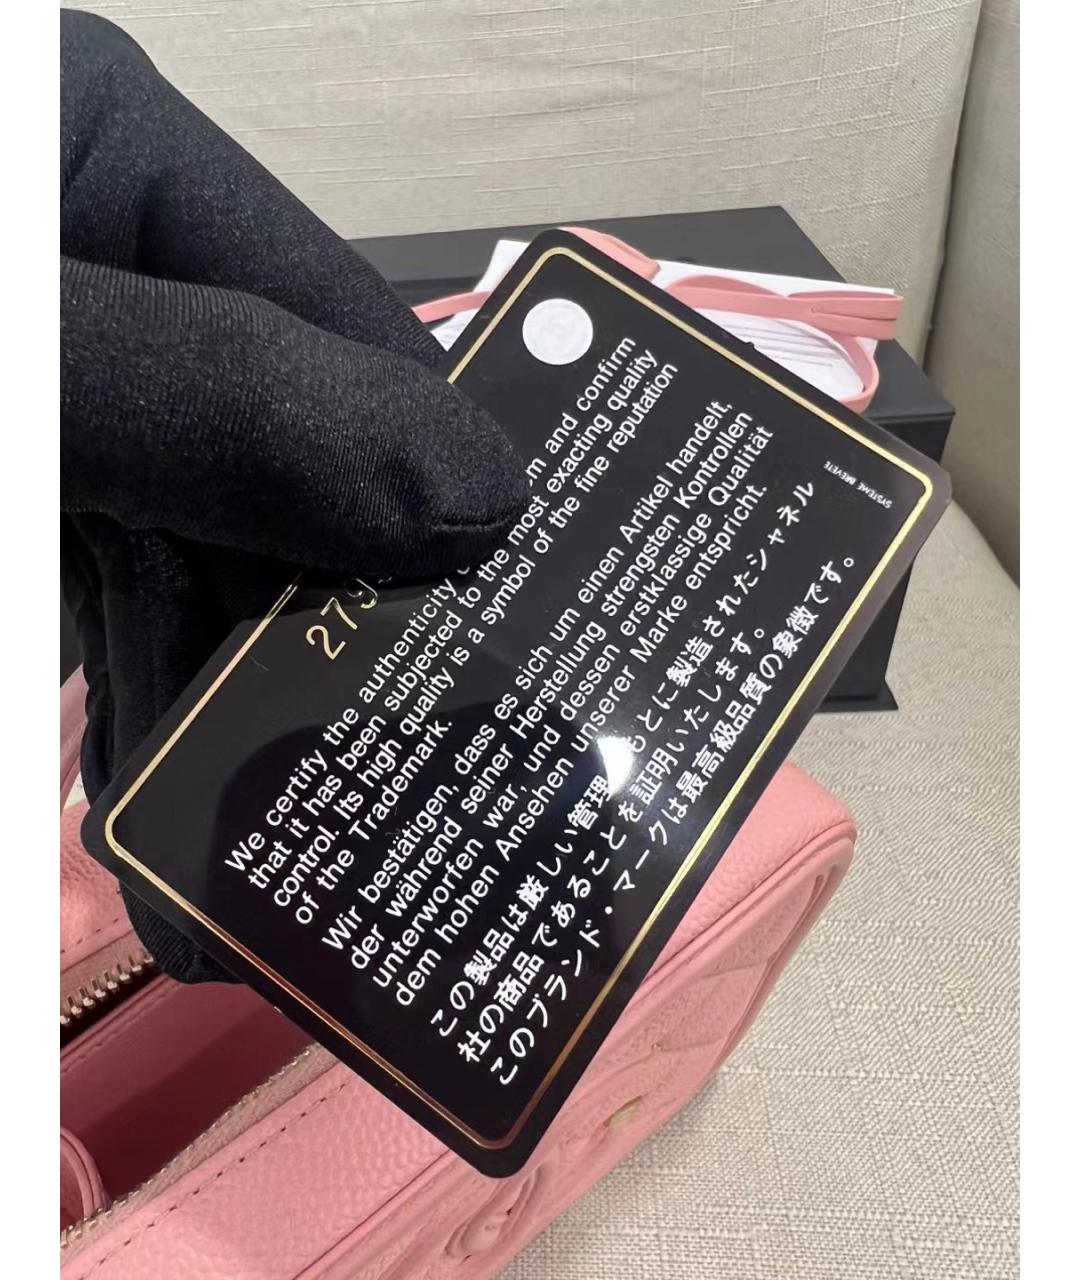 279
We certify the authenticity and confirm
that it has been subjected to the most exacting quality
control. Its high quality is a symbol of the fine reputation
of the Trademark.
Wir bestätigen, dass es sich um einen Artikel handelt,
der während seiner Herstellung strengsten Kontrollen
unterworfen war, und dessen erstklassige Qualität
dem hohen Ansehen unserer Marke entspricht.
この製品は厳しい管理もとに製造されたシャネル
社の商品であることを証明いたします。
このブランド・マークは最高級品質の象徴です。
SYSTEME BREVETE